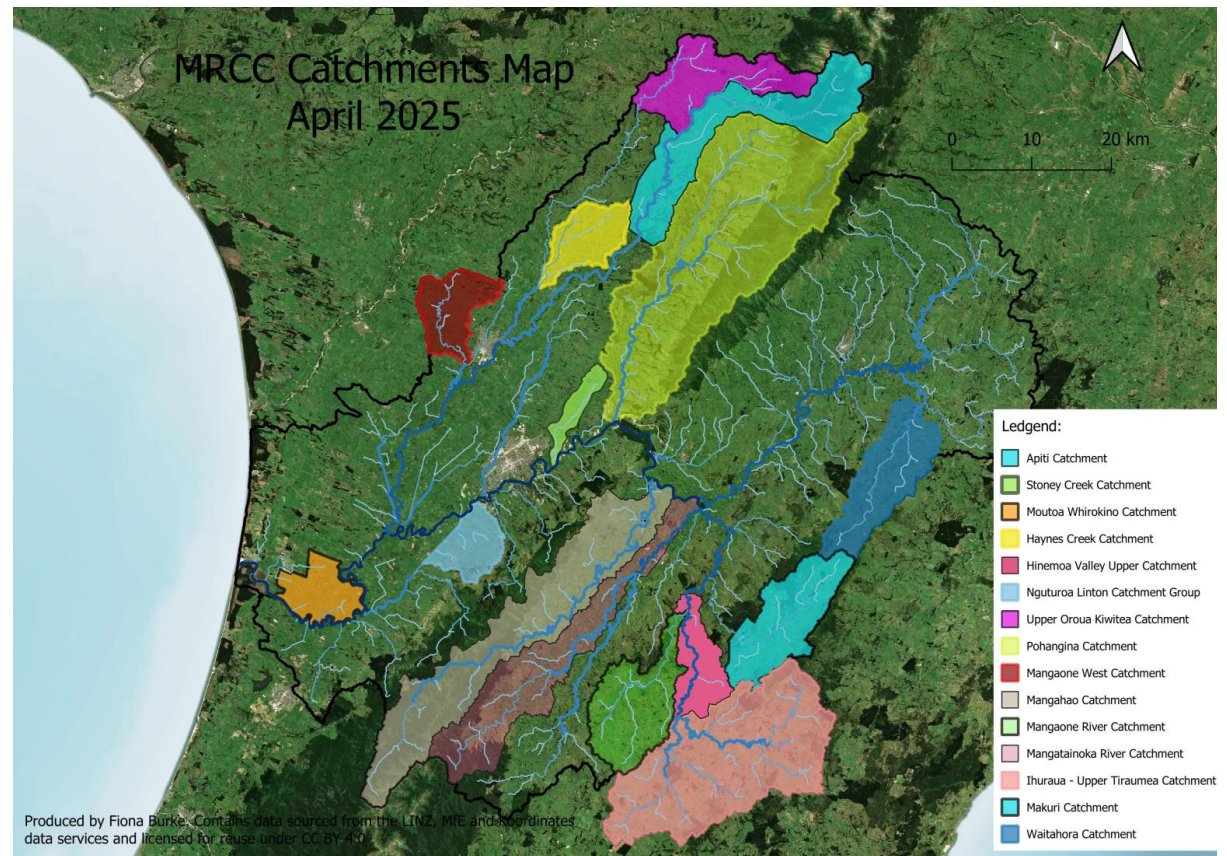 MRCC Catchments Map
April 2025
0 10 20 km
Ledgend:
Apiti Catchment
Stoney Creek Catchment
Moutoa Whirokino Catchment
Haynes Creek Catchment
Hinemoa Valley Upper Catchment
Nguturoa Linton Catchment Group
Upper Oroua Kiwitea Catchment
Pohangina Catchment
Mangaone West Catchment
Mangahao Catchment
Mangaone River Catchment
Mangatainoka River Catchment
Ihuraua - Upper Tiraumea Catchment
Makuri Catchment
Waitahora Catchment
Produced by Fiona Burke, Contains data sourced from the LINZ, MfE and Koordinates
data services and licensed for reuse under CC BY 4.0